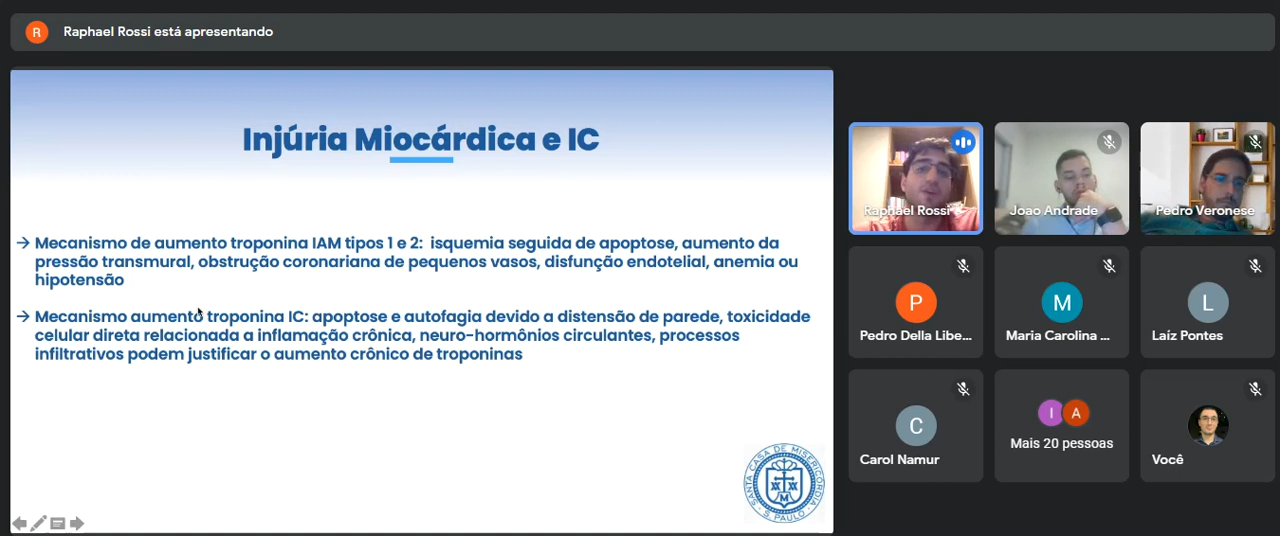 R Raphael Rossi está apresentando
Injúria Miocárdica e IC
→ Mecanismo de aumento troponina IAM tipos 1 e 2: isquemia seguida de apoptose, aumento da
pressão transmural, obstrução coronariana de pequenos vasos, disfunção endotelial, anemia ou
hipotensão
→ Mecanismo aumento troponina IC: apoptose e autofagia devido a distensão de parede, toxicidade
celular direta relacionada a inflamação crônica, neuro-hormônios circulantes, processos
infiltrativos podem justificar o aumento crônico de troponinas
SANTA CASA DE MISERICORDIA
S. PAULO
M
Raphael Rossi
Joao Andrade
Pedro Veronese
P
Pedro Della Libe...
M
Maria Carolina ...
L
Laíz Pontes
C
Carol Namur
I A
Mais 20 pessoas
Você